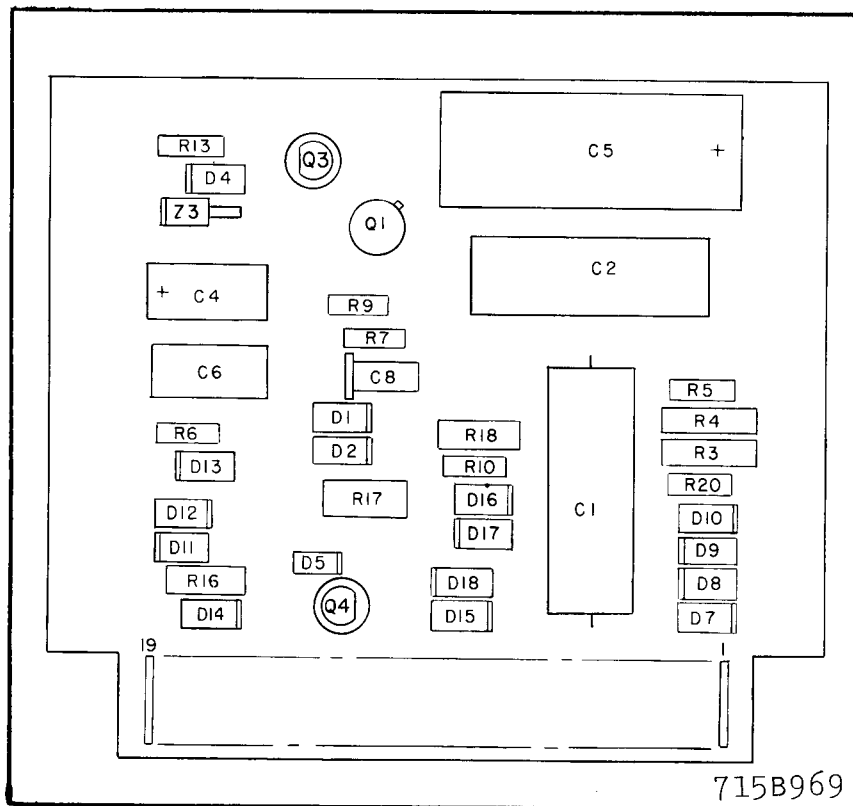 R13
Q3
C5
+
D4
Z3
Q1
+ C4
C2
R9
R7
C6
C8
R5
D1
R4
R6
R18
D2
R3
D13
R10
R20
R17
D16
C1
D12
D10
D17
D11
D9
D5
R16
D18
D8
Q4
D14
D15
D7
19
1
715B969